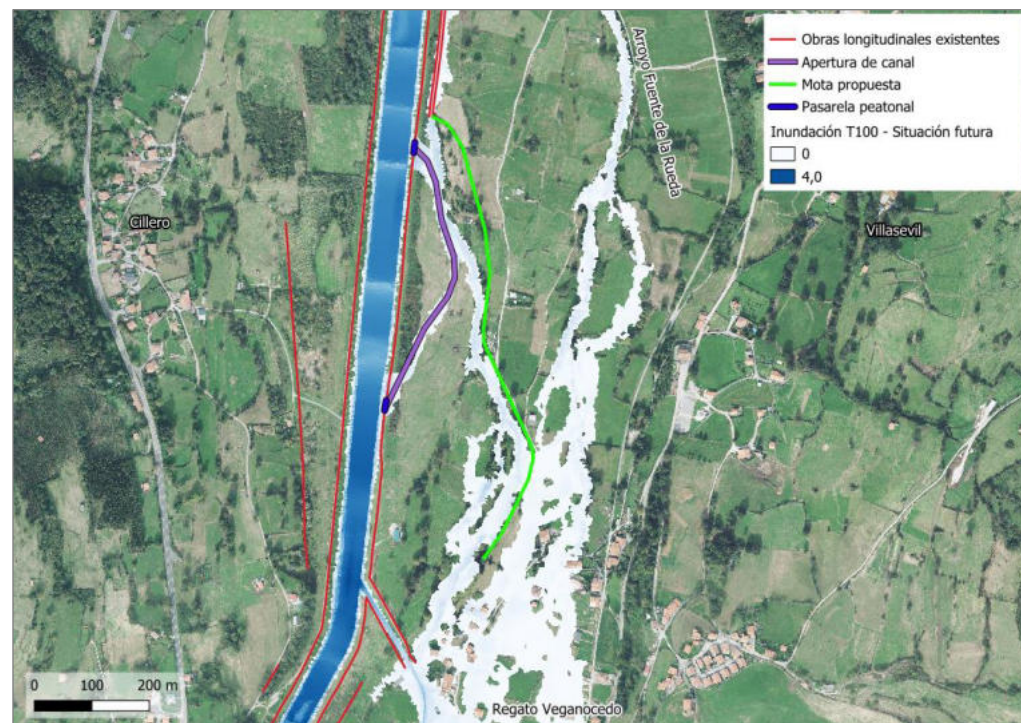 Obras longitudinales existentes
Apertura de canal
Mota propuesta
Pasarela peatonal
Inundación T100 - Situación futura
0
4,0
Arroyo Fuente de la Rueda
Cillero
Villasevil
0 100 200 m
Regato Veganocedo